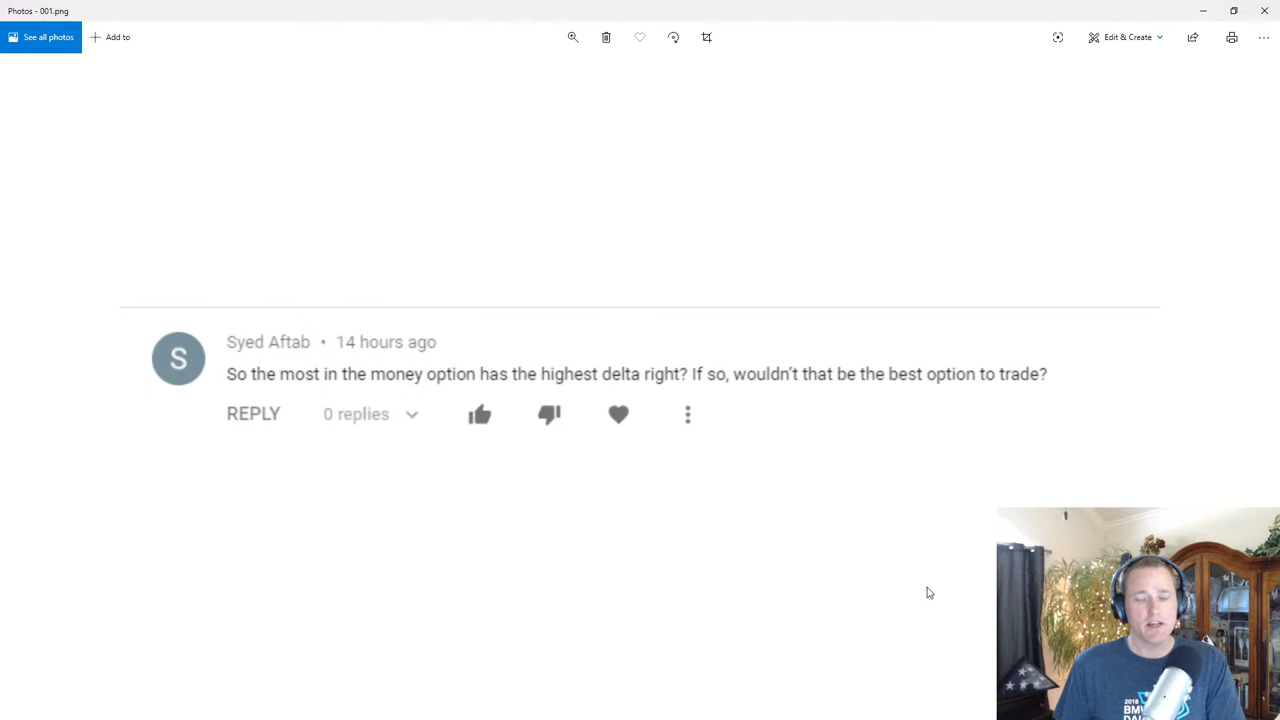 Photos - 001.png
See all photos
Add to
Edit & Create
Syed Aftab • 14 hours ago
S
So the most in the money option has the highest delta right? If so, wouldn't that be the best option to trade?
REPLY 0 replies
2018
BMW